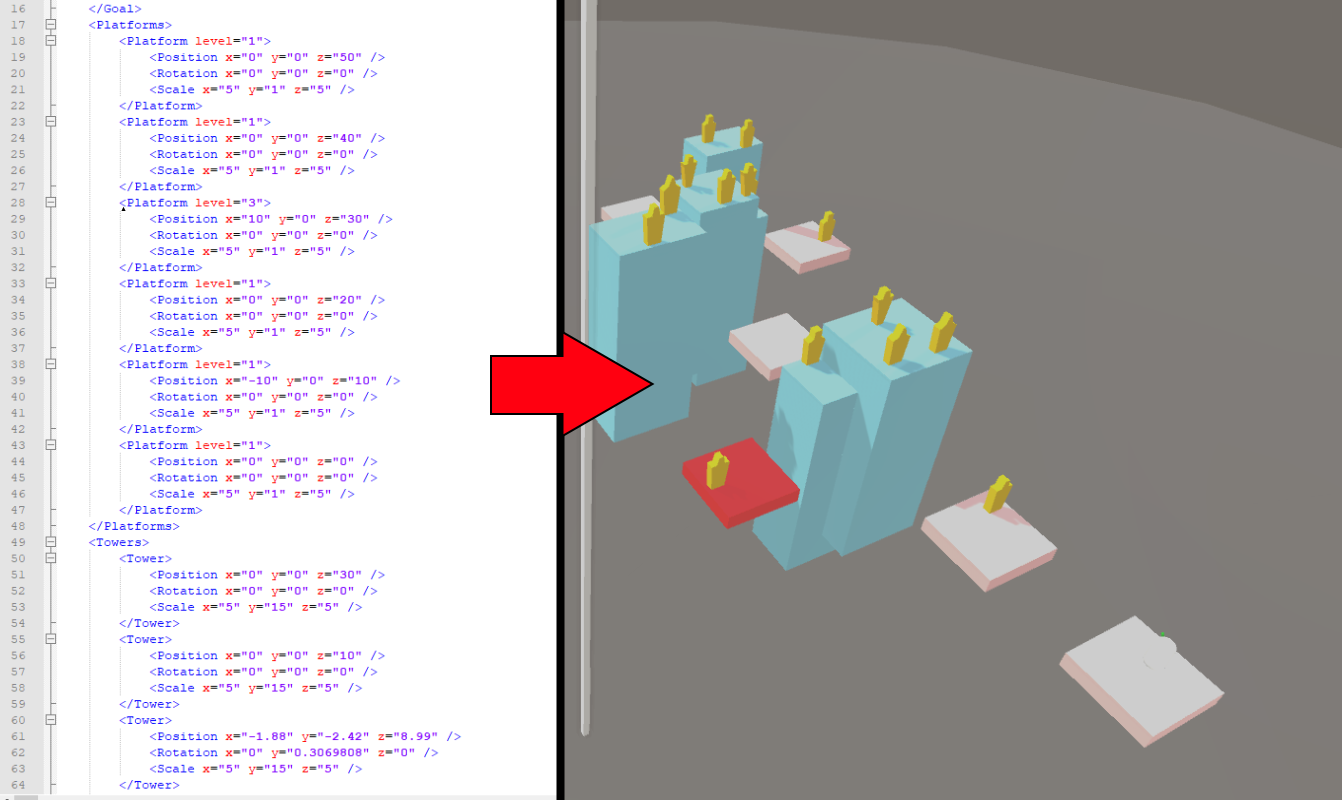 16 </Goal>
17 <Platforms>
18 <Platform level="1">
19 <Position x="0" y="0" z="50" />
20 <Rotation x="0" y="0" z="0" />
21 <Scale x="5" y="1" z="5" />
22 </Platform>
23 <Platform level="1">
24 <Position x="0" y="0" z="40" />
25 <Rotation x="0" y="0" z="0" />
26 <Scale x="5" y="1" z="5" />
27 </Platform>
28 <Platform level="3">
29 <Position x="10" y="0" z="30" />
30 <Rotation x="0" y="0" z="0" />
31 <Scale x="5" y="1" z="5" />
32 </Platform>
33 <Platform level="1">
34 <Position x="0" y="0" z="20" />
35 <Rotation x="0" y="0" z="0" />
36 <Scale x="5" y="1" z="5" />
37 </Platform>
38 <Platform level="1">
39 <Position x="-10" y="0" z="10" />
40 <Rotation x="0" y="0" z="0" />
41 <Scale x="5" y="1" z="5" />
42 </Platform>
43 <Platform level="1">
44 <Position x="0" y="0" z="0" />
45 <Rotation x="0" y="0" z="0" />
46 <Scale x="5" y="1" z="5" />
47 </Platform>
48 </Platforms>
49 <Towers>
50 <Tower>
51 <Position x="0" y="0" z="30" />
52 <Rotation x="0" y="0" z="0" />
53 <Scale x="5" y="15" z="5" />
54 </Tower>
55 <Tower>
56 <Position x="0" y="0" z="10" />
57 <Rotation x="0" y="0" z="0" />
58 <Scale x="5" y="15" z="5" />
59 </Tower>
60 <Tower>
61 <Position x="-1.88" y="-2.42" z="8.99" />
62 <Rotation x="0" y="0.3069808" z="0" />
63 <Scale x="5" y="15" z="5" />
64 </Tower>